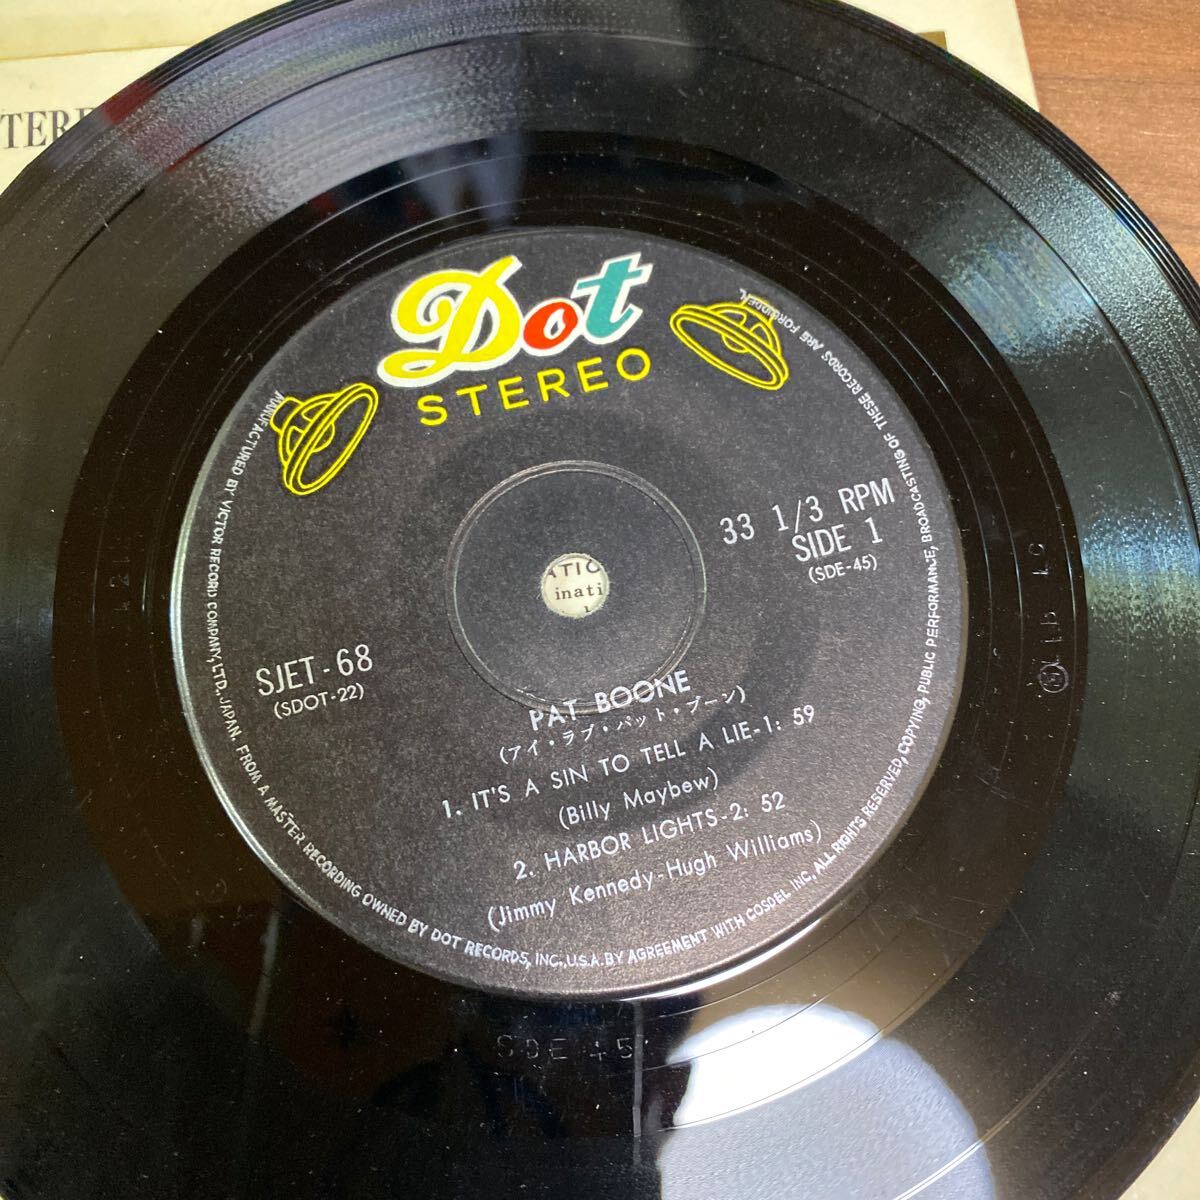 STERE
Dot
STEREO
33 1/3 RPM
SIDE 1
(SDE-45)
ATIC
inati
SJET-68
(SDOT-22)
PAT BOONE
(アイ・ラブ・パット・ブーン)
1. IT'S A SIN TO TELL A LIE-1: 59
(Billy Maybew)
2. HARBOR LIGHTS-2: 52
(Jimmy Kennedy-Hugh Williams)
MANUFACTURED BY VICTOR RECORD COMPANY, LTD., JAPAN. FROM A MASTER RECORDING OWNED BY DOT RECORDS, INC., U.S.A. BY AGREEMENT WITH COSDEL INC, ALL RIGHTS RESERVED, COPYING, PUBLIC PERFORMANCE, BROADCASTING OF THESE RECORDS ARE FORBIDDEN.
SDE 45